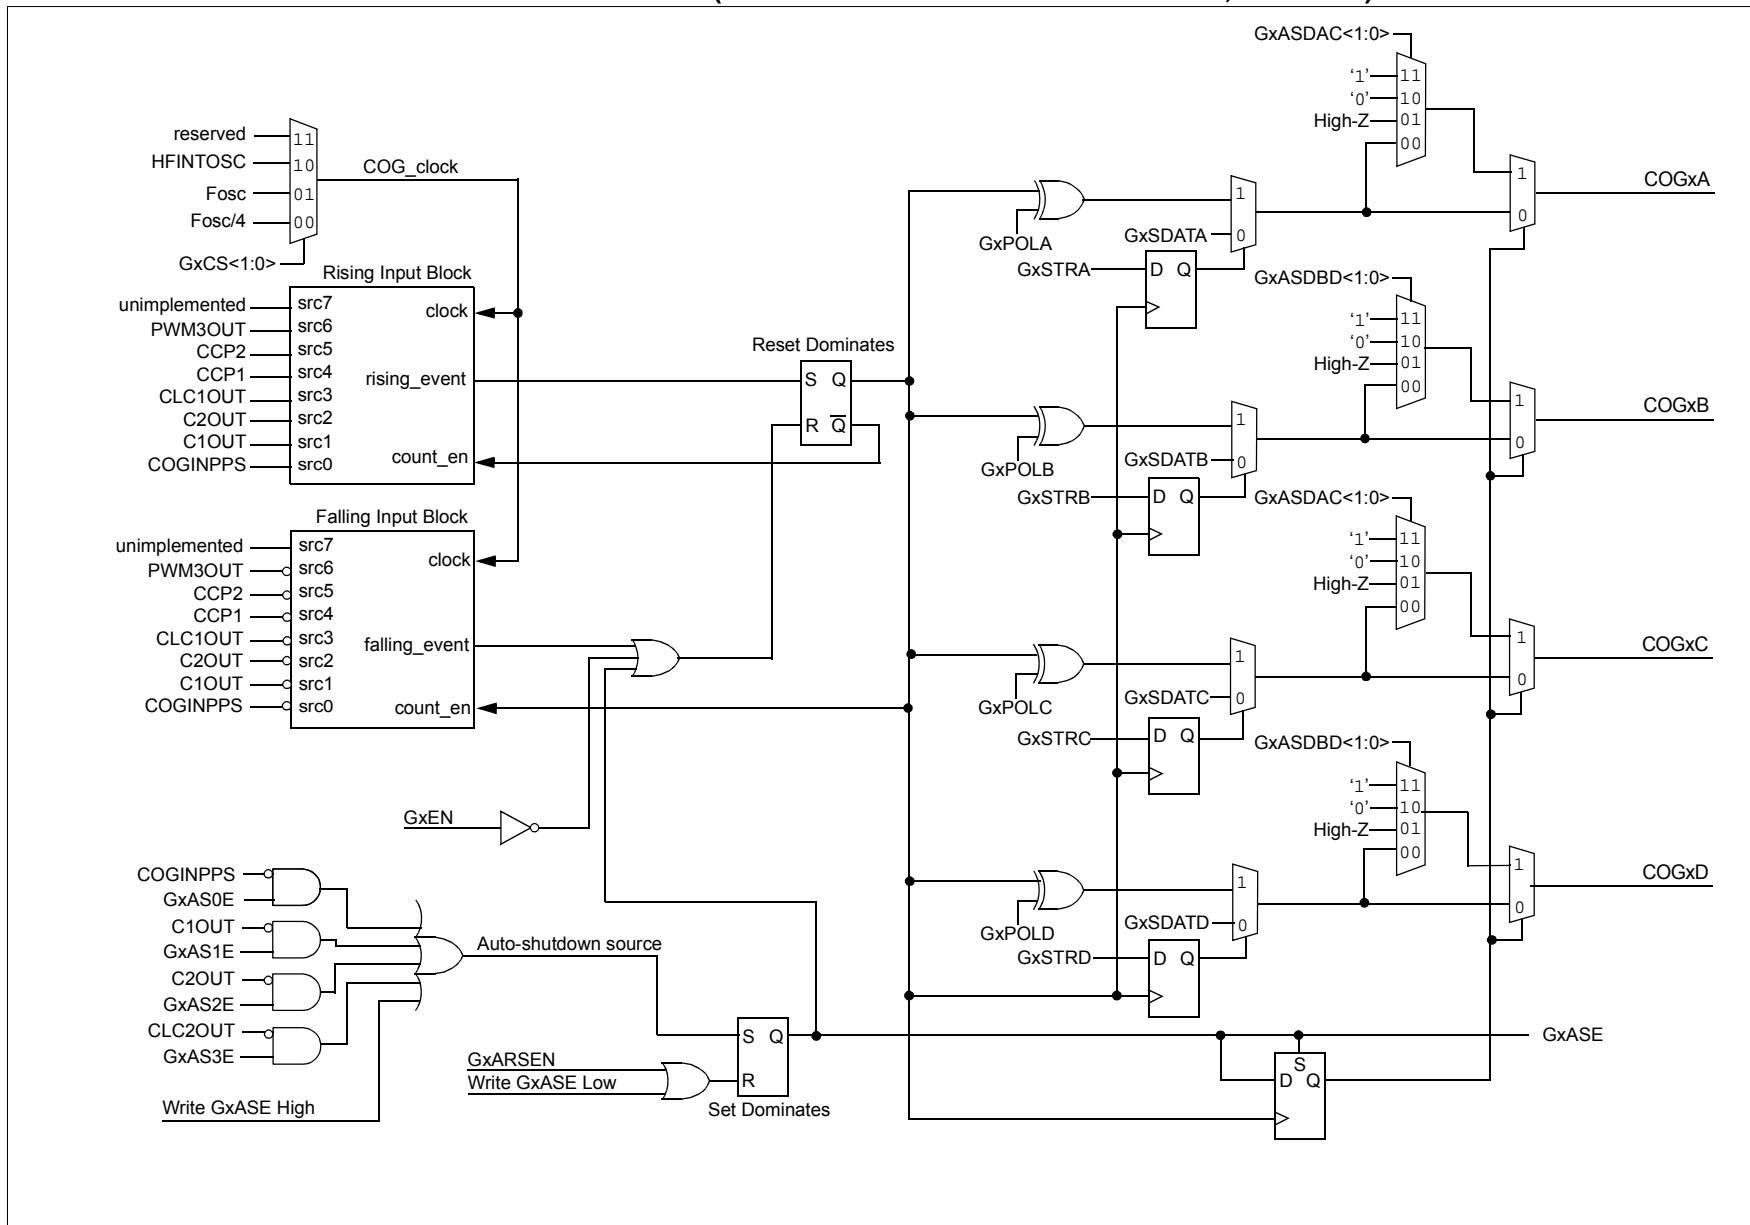 GxASDAC<1:0>
‘1’
11
‘0’
10
High-Z
01
00
reserved
11
HFINTOSC
10
COG_clock
Fosc
01
Fosc/4
00
GxCS<1:0>
1
0
COGxA
GxPOLA
1
GxSDATA
0
GxSTRA
D Q
Rising Input Block
unimplemented
src7
clock
PWM3OUT
src6
CCP2
src5
CCP1
src4
rising_event
CLC1OUT
src3
C2OUT
src2
C1OUT
src1
COGINPPS
src0
count_en
Reset Dominates
S Q
R Q
GxASDBD<1:0>
‘1’
11
‘0’
10
High-Z
01
00
1
0
COGxB
GxPOLB
1
GxSDATB
0
GxSTRB
D Q
Falling Input Block
unimplemented
src7
clock
PWM3OUT
src6
CCP2
src5
CCP1
src4
CLC1OUT
src3
falling_event
C2OUT
src2
C1OUT
src1
COGINPPS
src0
count_en
GxASDAC<1:0>
‘1’
11
‘0’
10
High-Z
01
00
1
0
COGxC
GxPOLC
1
GxSDATC
0
GxSTRC
D Q
GxEN
GxASDBD<1:0>
‘1’
11
‘0’
10
High-Z
01
00
1
0
COGxD
GxPOLD
1
GxSDATD
0
GxSTRD
D Q
COGINPPS
GxAS0E
C1OUT
GxAS1E
C2OUT
GxAS2E
CLC2OUT
GxAS3E
Auto-shutdown source
Write GxASE High
GxARSEN
Write GxASE Low
S Q
R
Set Dominates
GxASE
S
D Q